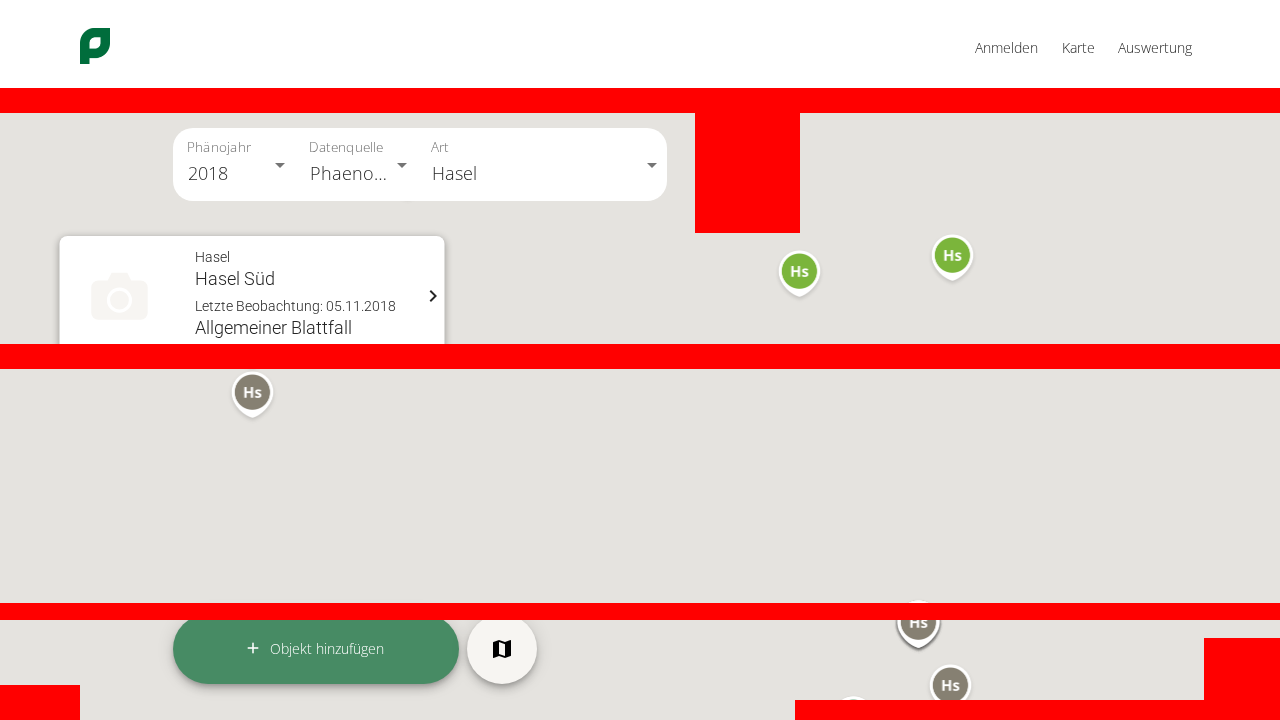 Anmelden Karte Auswertung
Phänojahr Datenquelle Art
2018 Phaeno... Hasel
Hasel
Hasel Süd
Letzte Beobachtung: 05.11.2018
Allgemeiner Blattfall
Hs
Hs
Hs
Hs
+ Objekt hinzufügen
Hs